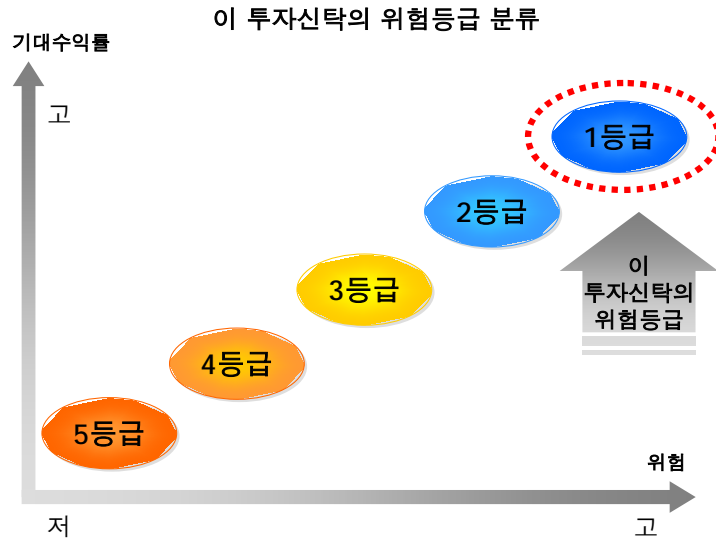 이 투자신탁의 위험등급 분류
기대수익률
고
1등급
2등급
3등급
4등급
5등급
이
투자신탁의
위험등급
위험
저
고